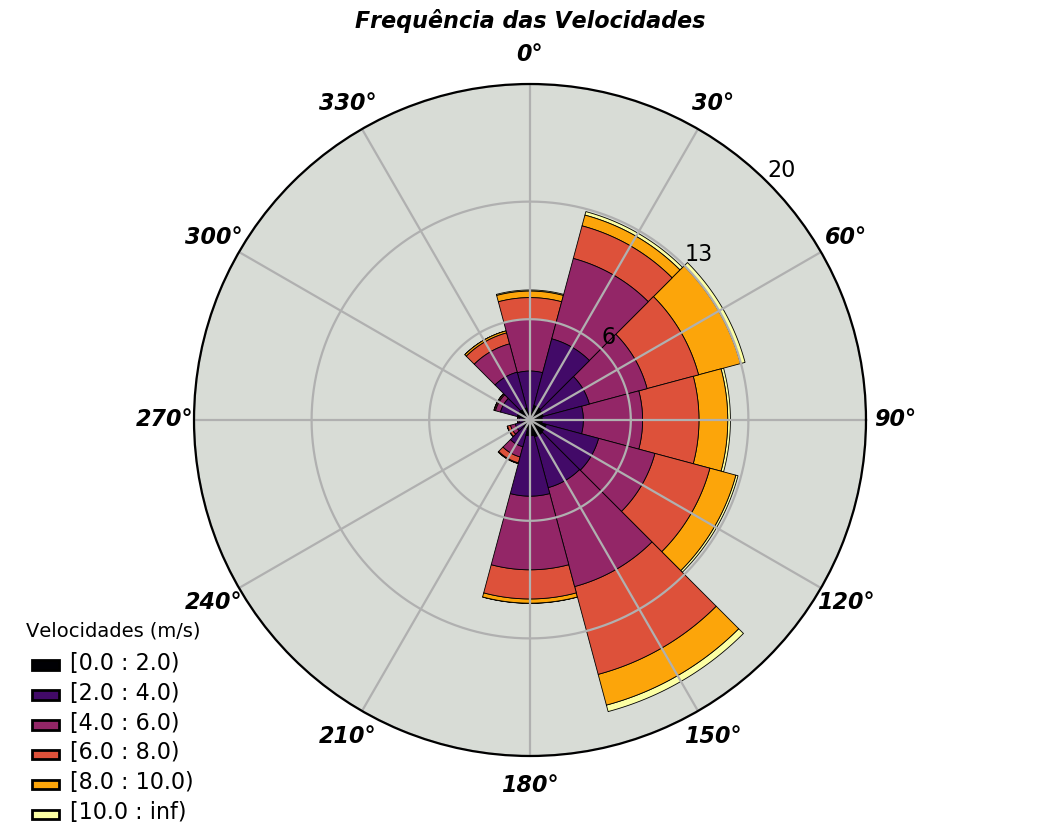 Frequência das Velocidades
0°
330°
30°
20
300°
60°
13
6
270°
90°
240°
120°
210°
150°
180°
Velocidades (m/s)
[0.0 : 2.0)
[2.0 : 4.0)
[4.0 : 6.0)
[6.0 : 8.0)
[8.0 : 10.0)
[10.0 : inf)